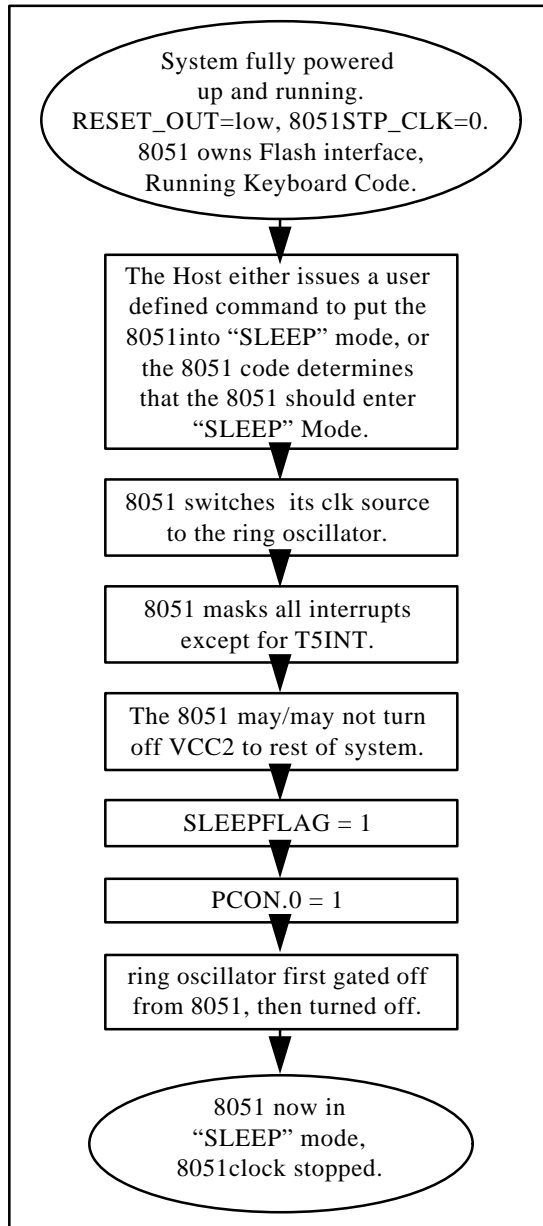 System fully powered
up and running.
RESET_OUT=low, 8051STP_CLK=0.
8051 owns Flash interface,
Running Keyboard Code.
The Host either issues a user
defined command to put the
8051into “SLEEP” mode, or
the 8051 code determines
that the 8051 should enter
“SLEEP” Mode.
8051 switches its clk source
to the ring oscillator.
8051 masks all interrupts
except for T5INT.
The 8051 may/may not turn
off VCC2 to rest of system.
SLEEPFLAG = 1
PCON.0 = 1
ring oscillator first gated off
from 8051, then turned off.
8051 now in
“SLEEP” mode,
8051clock stopped.